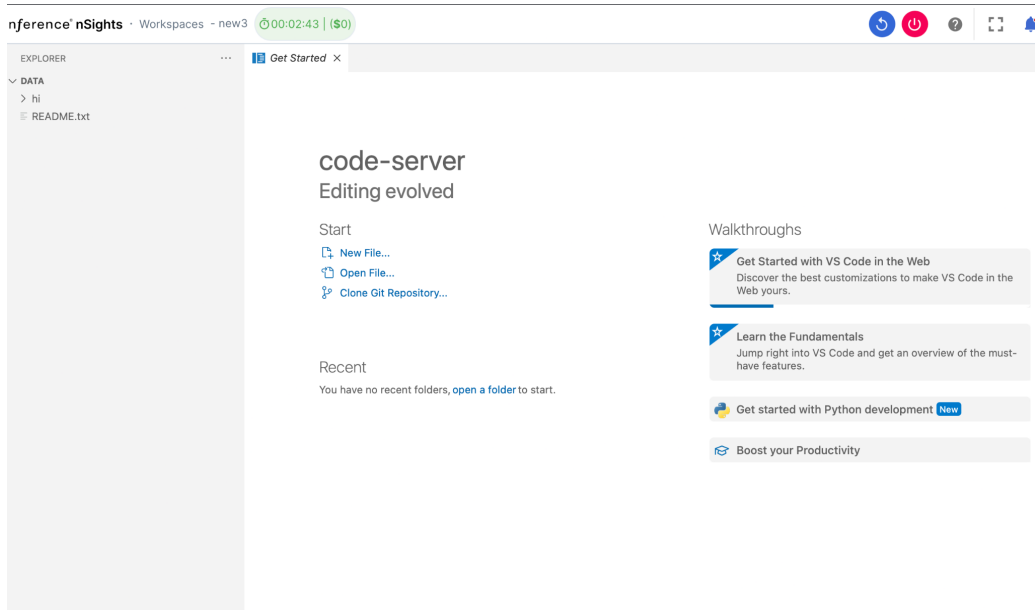 nference® nSights · Workspaces - new3 00:02:43 | ($0)
EXPLORER
Get Started
DATA
hi
README.txt
code-server
Editing evolved
Start
New File...
Open File...
Clone Git Repository...
Recent
You have no recent folders, open a folder to start.
Walkthroughs
Get Started with VS Code in the Web
Discover the best customizations to make VS Code in the
Web yours.
Learn the Fundamentals
Jump right into VS Code and get an overview of the must-
have features.
Get started with Python development New
Boost your Productivity